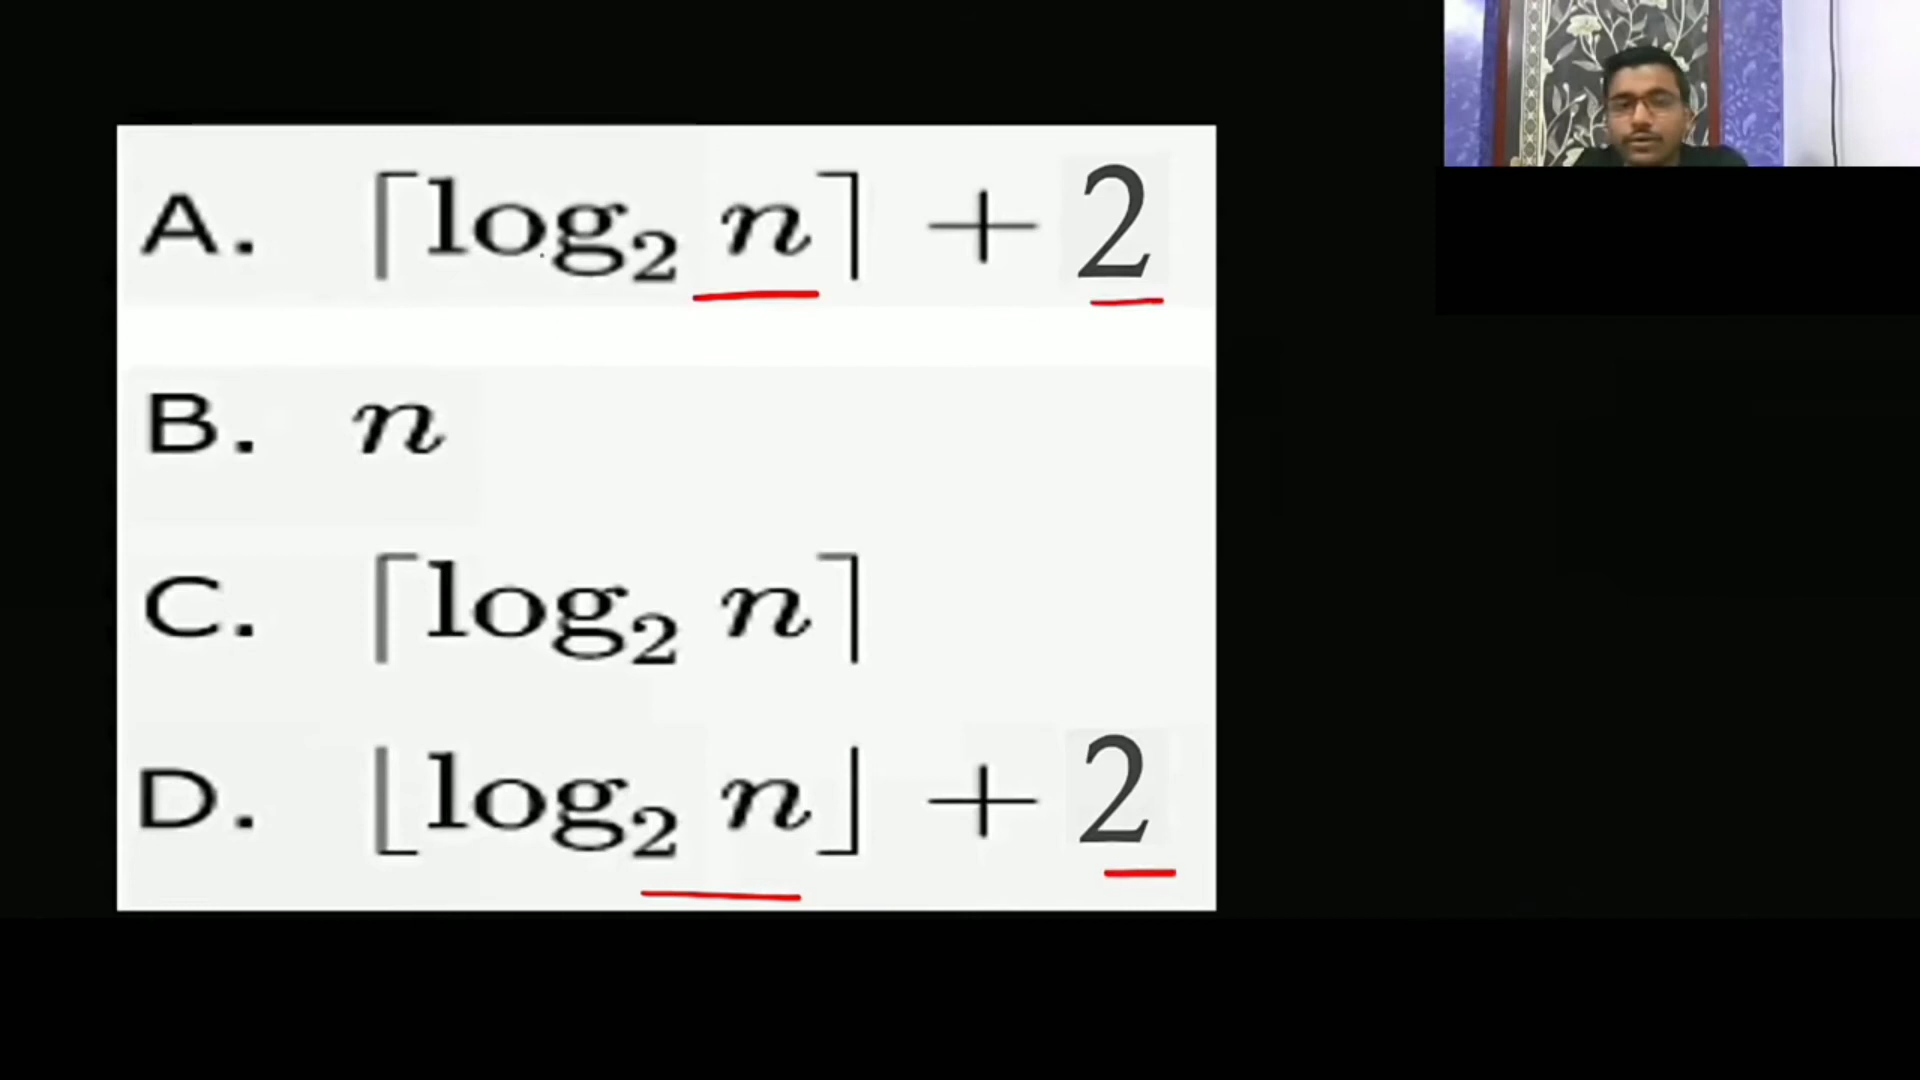 A. ⌈log₂ n⌉ + 2
B. n
C. ⌈log₂ n⌉
D. ⌊log₂ n⌋ + 2